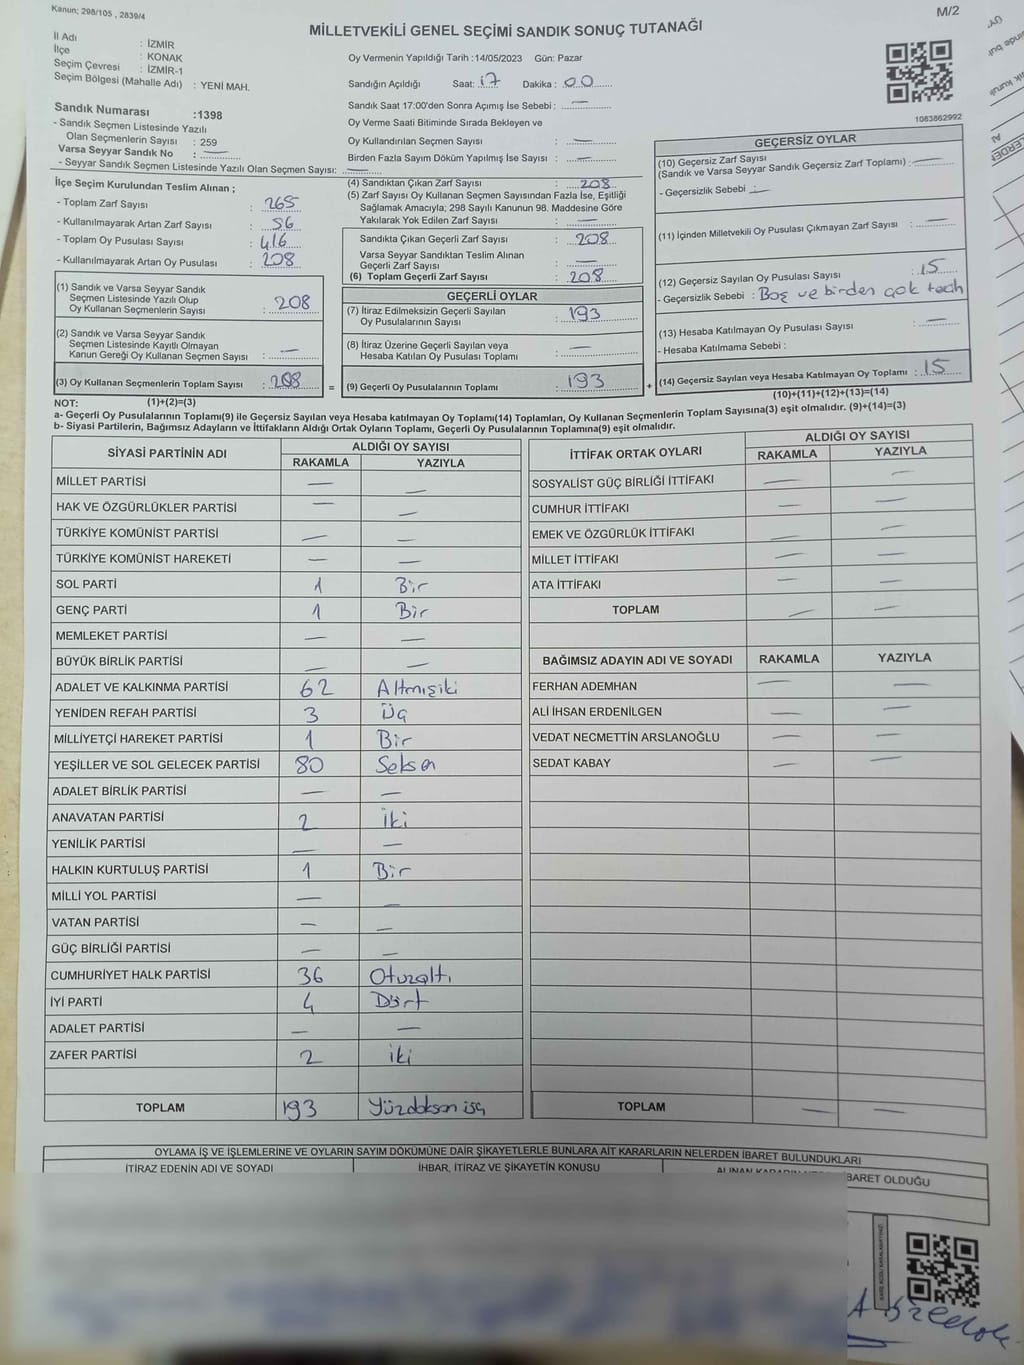 Kanun; 298/105 , 2839/4
M/2
MİLLETVEKİLİ GENEL SEÇİMİ SANDIK SONUÇ TUTANAĞI
İl Adı : İZMİR
İlçe : KONAK
Seçim Çevresi : İZMİR-1
Seçim Bölgesi (Mahalle Adı) : YENİ MAH.
Sandık Numarası :1398
- Sandık Seçmen Listesinde Yazılı
Olan Seçmenlerin Sayısı : 259
Varsa Seyyar Sandık No : —
- Seyyar Sandık Seçmen Listesinde Yazılı Olan Seçmen Sayısı: —
Oy Vermenin Yapıldığı Tarih :14/05/2023 Gün: Pazar
Sandığın Açıldığı Saat: 17 Dakika : 00
Sandık Saat 17:00'den Sonra Açımış İse Sebebi : —
Oy Verme Saati Bitiminde Sırada Bekleyen ve
Oy Kullandırılan Seçmen Sayısı : —
Birden Fazla Sayım Döküm Yapılmış İse Sayısı : —
1083862992
İlçe Seçim Kurulundan Teslim Alınan ;
- Toplam Zarf Sayısı : 265
- Kullanılmayarak Artan Zarf Sayısı : 56
- Toplam Oy Pusulası Sayısı : 416
- Kullanılmayarak Artan Oy Pusulası : 208
(1) Sandık ve Varsa Seyyar Sandık
Seçmen Listesinde Yazılı Olup
Oy Kullanan Seçmenlerin Sayısı : 208
(2) Sandık ve Varsa Seyyar Sandık
Seçmen Listesinde Kayıtlı Olmayan
Kanun Gereği Oy Kullanan Seçmen Sayısı : —
(3) Oy Kullanan Seçmenlerin Toplam Sayısı : 208 =
(4) Sandıktan Çıkan Zarf Sayısı : 208
(5) Zarf Sayısı Oy Kullanan Seçmen Sayısından Fazla İse, Eşitliği
Sağlamak Amacıyla; 298 Sayılı Kanunun 98. Maddesine Göre
Yakılarak Yok Edilen Zarf Sayısı : —
Sandıkta Çıkan Geçerli Zarf Sayısı : 208
Varsa Seyyar Sandıktan Teslim Alınan
Geçerli Zarf Sayısı : —
(6) Toplam Geçerli Zarf Sayısı : 208
GEÇERLİ OYLAR
(7) İtiraz Edilmeksizin Geçerli Sayılan
Oy Pusulalarının Sayısı : 193
(8) İtiraz Üzerine Geçerli Sayılan veya
Hesaba Katılan Oy Pusulası Toplamı : —
(9) Geçerli Oy Pusulalarının Toplamı : 193 +
GEÇERSİZ OYLAR
(10) Geçersiz Zarf Sayısı
(Sandık ve Varsa Seyyar Sandık Geçersiz Zarf Toplamı) : —
- Geçersizlik Sebebi : —
(11) İçinden Milletvekili Oy Pusulası Çıkmayan Zarf Sayısı : —
(12) Geçersiz Sayılan Oy Pusulası Sayısı : 15
- Geçersizlik Sebebi : Boş ve birden çok tercih
(13) Hesaba Katılmayan Oy Pusulası Sayısı : —
- Hesaba Katılmama Sebebi :
(14) Geçersiz Sayılan veya Hesaba Katılmayan Oy Toplamı : 15
NOT: (1)+(2)=(3) (10)+(11)+(12)+(13)=(14)
a- Geçerli Oy Pusulalarının Toplamı(9) ile Geçersiz Sayılan veya Hesaba katılmayan Oy Toplamı(14) Toplamları, Oy Kullanan Seçmenlerin Toplam Sayısına(3) eşit olmalıdır. (9)+(14)=(3)
b- Siyasi Partilerin, Bağımsız Adayların ve İttifakların Aldığı Ortak Oyların Toplamı, Geçerli Oy Pusulalarının Toplamına(9) eşit olmalıdır.
SİYASİ PARTİNİN ADI ALDIĞI OY SAYISI
RAKAMLA YAZIYLA
MİLLET PARTİSİ — —
HAK VE ÖZGÜRLÜKLER PARTİSİ — —
TÜRKİYE KOMÜNİST PARTİSİ — —
TÜRKİYE KOMÜNİST HAREKETİ — —
SOL PARTİ 1 Bir
GENÇ PARTİ 1 Bir
MEMLEKET PARTİSİ — —
BÜYÜK BİRLİK PARTİSİ — —
ADALET VE KALKINMA PARTİSİ 62 Altmışiki
YENİDEN REFAH PARTİSİ 3 Üç
MİLLİYETÇİ HAREKET PARTİSİ 1 Bir
YEŞİLLER VE SOL GELECEK PARTİSİ 80 Seksen
ADALET BİRLİK PARTİSİ — —
ANAVATAN PARTİSİ 2 İki
YENİLİK PARTİSİ — —
HALKIN KURTULUŞ PARTİSİ 1 Bir
MİLLİ YOL PARTİSİ — —
VATAN PARTİSİ — —
GÜÇ BİRLİĞİ PARTİSİ — —
CUMHURİYET HALK PARTİSİ 36 Otuzaltı
İYİ PARTİ 4 Dört
ADALET PARTİSİ — —
ZAFER PARTİSİ 2 iki
TOPLAM 193
İTTİFAK ORTAK OYLARI ALDIĞI OY SAYISI
RAKAMLA YAZIYLA
SOSYALİST GÜÇ BİRLİĞİ İTTİFAKI — —
CUMHUR İTTİFAKI — —
EMEK VE ÖZGÜRLÜK İTTİFAKI — —
MİLLET İTTİFAKI — —
ATA İTTİFAKI — —
TOPLAM — —
BAĞIMSIZ ADAYIN ADI VE SOYADI RAKAMLA YAZIYLA
FERHAN ADEMHAN — —
ALİ İHSAN ERDENİLGEN — —
VEDAT NECMETTİN ARSLANOĞLU — —
SEDAT KABAY — —
TOPLAM — —
OYLAMA İŞ VE İŞLEMLERİNE VE OYLARIN SAYIM DÖKÜMÜNE DAİR ŞİKAYETLERLE BUNLARA AİT KARARLARIN NELERDEN İBARET BULUNDUKLARI
İTİRAZ EDENİN ADI VE SOYADI
İHBAR, İTİRAZ VE ŞİKAYETİN KONUSU
BARET OLDUĞU